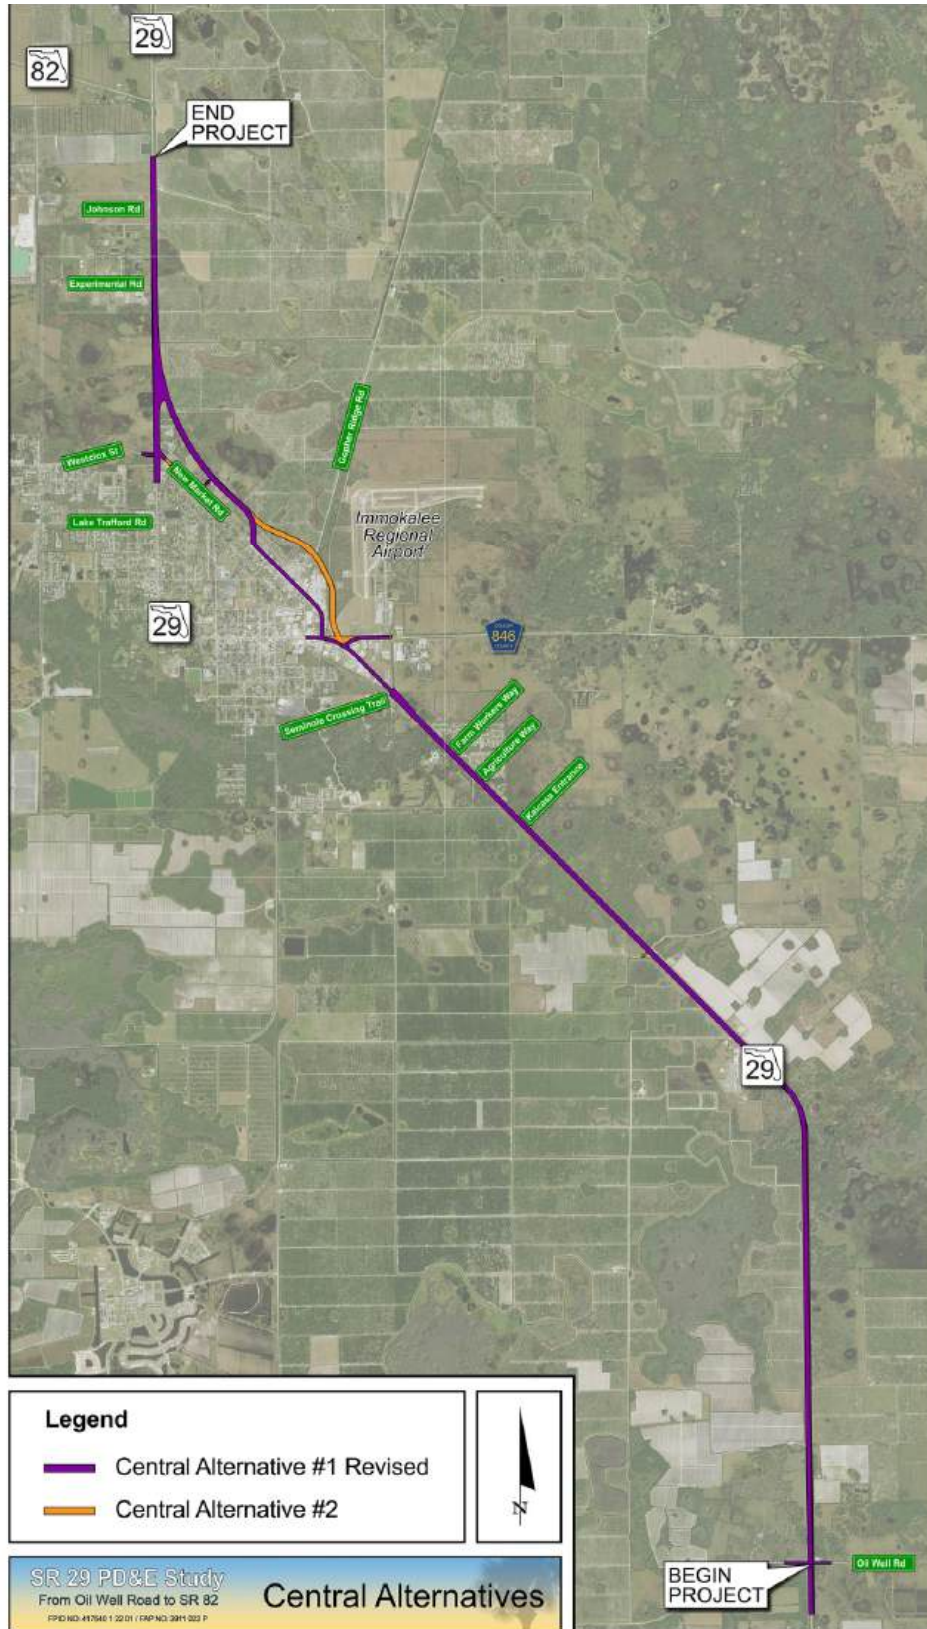 29
82
END
PROJECT
Johnson Rd
Experimental Rd
Gopher Ridge Rd
Westclox St
New Market Rd
Lake Trafford Rd
Immokalee
Regional
Airport
29
846
Seminole Crossing Trail
Farm Workers Way
Agriculture Way
Kaicasa Entrance
29
Legend
Central Alternative #1 Revised
Central Alternative #2
N
SR 29 PD&E Study
From Oil Well Road to SR 82
Central Alternatives
BEGIN
PROJECT
Oil Well Rd